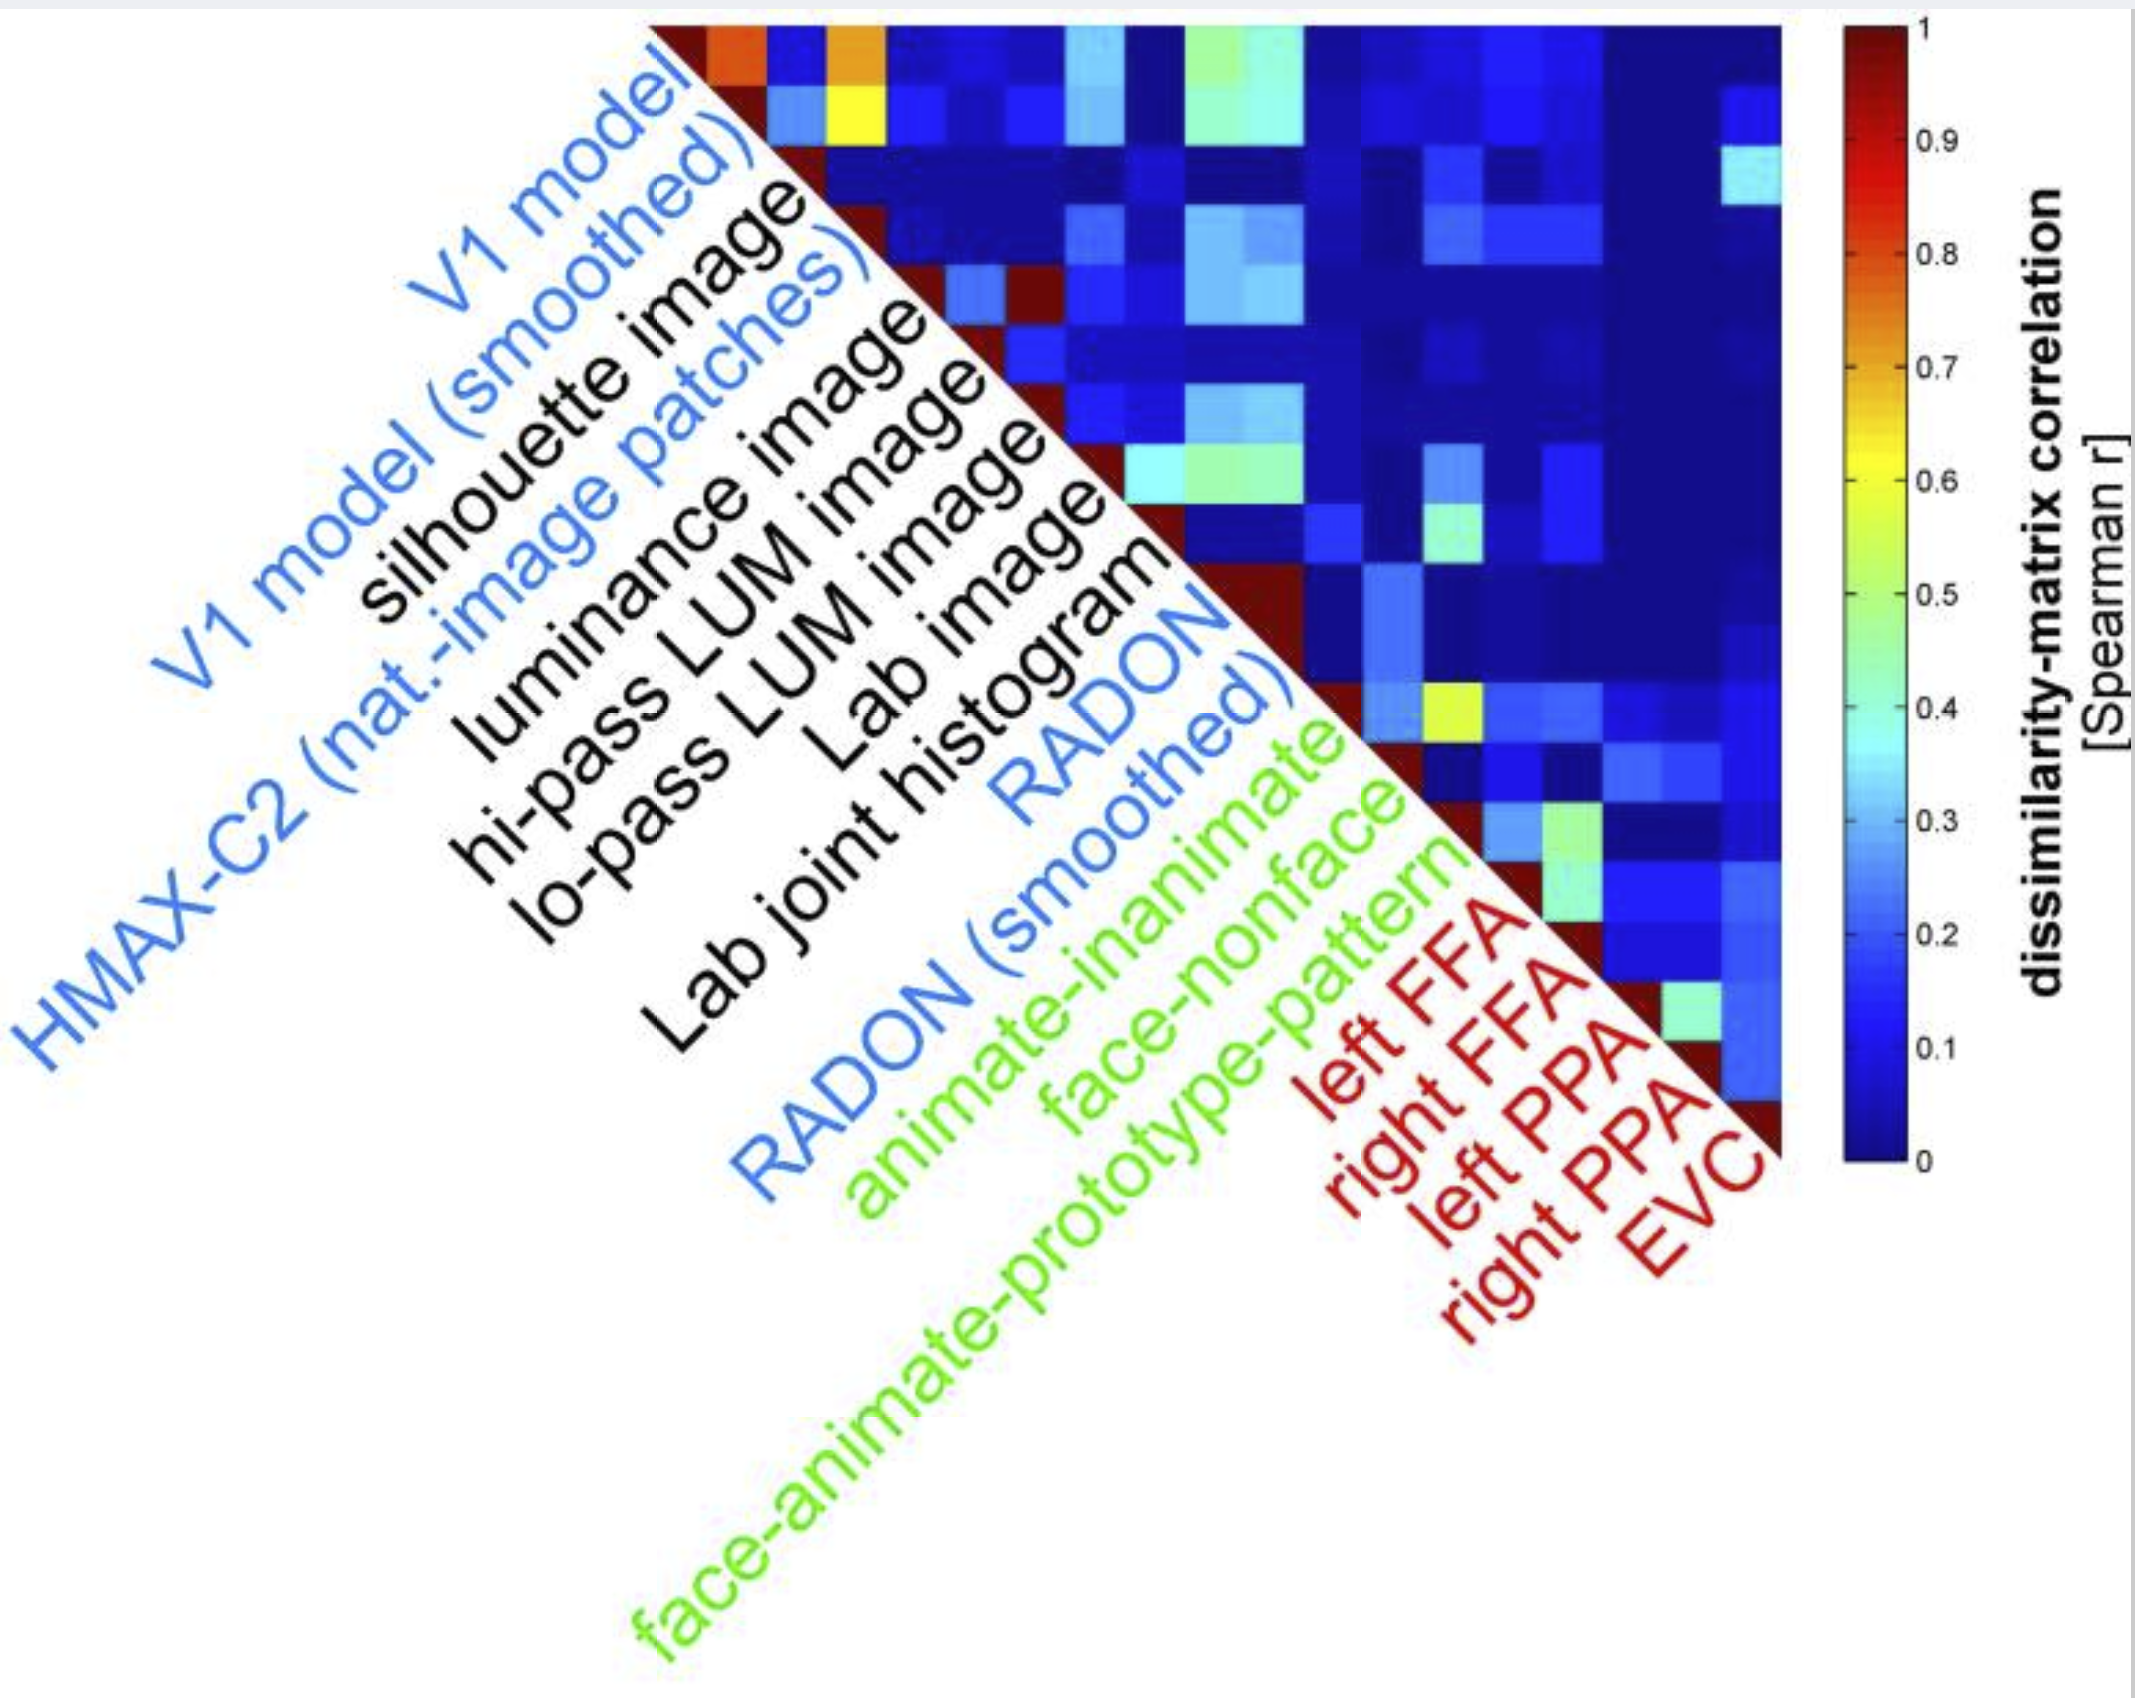 V1 model
V1 model (smoothed)
silhouette image
HMAX-C2 (nat.-image patches)
luminance image
hi-pass LUM image
lo-pass LUM image
Lab image
Lab joint histogram
RADON
RADON (smoothed)
animate-inanimate
face-nonface
face-animate-prototype-pattern
left FFA
right FFA
left PPA
right PPA
EVC
1
0.9
0.8
0.7
0.6
0.5
0.4
0.3
0.2
0.1
0
dissimilarity-matrix correlation
[Spearman r]